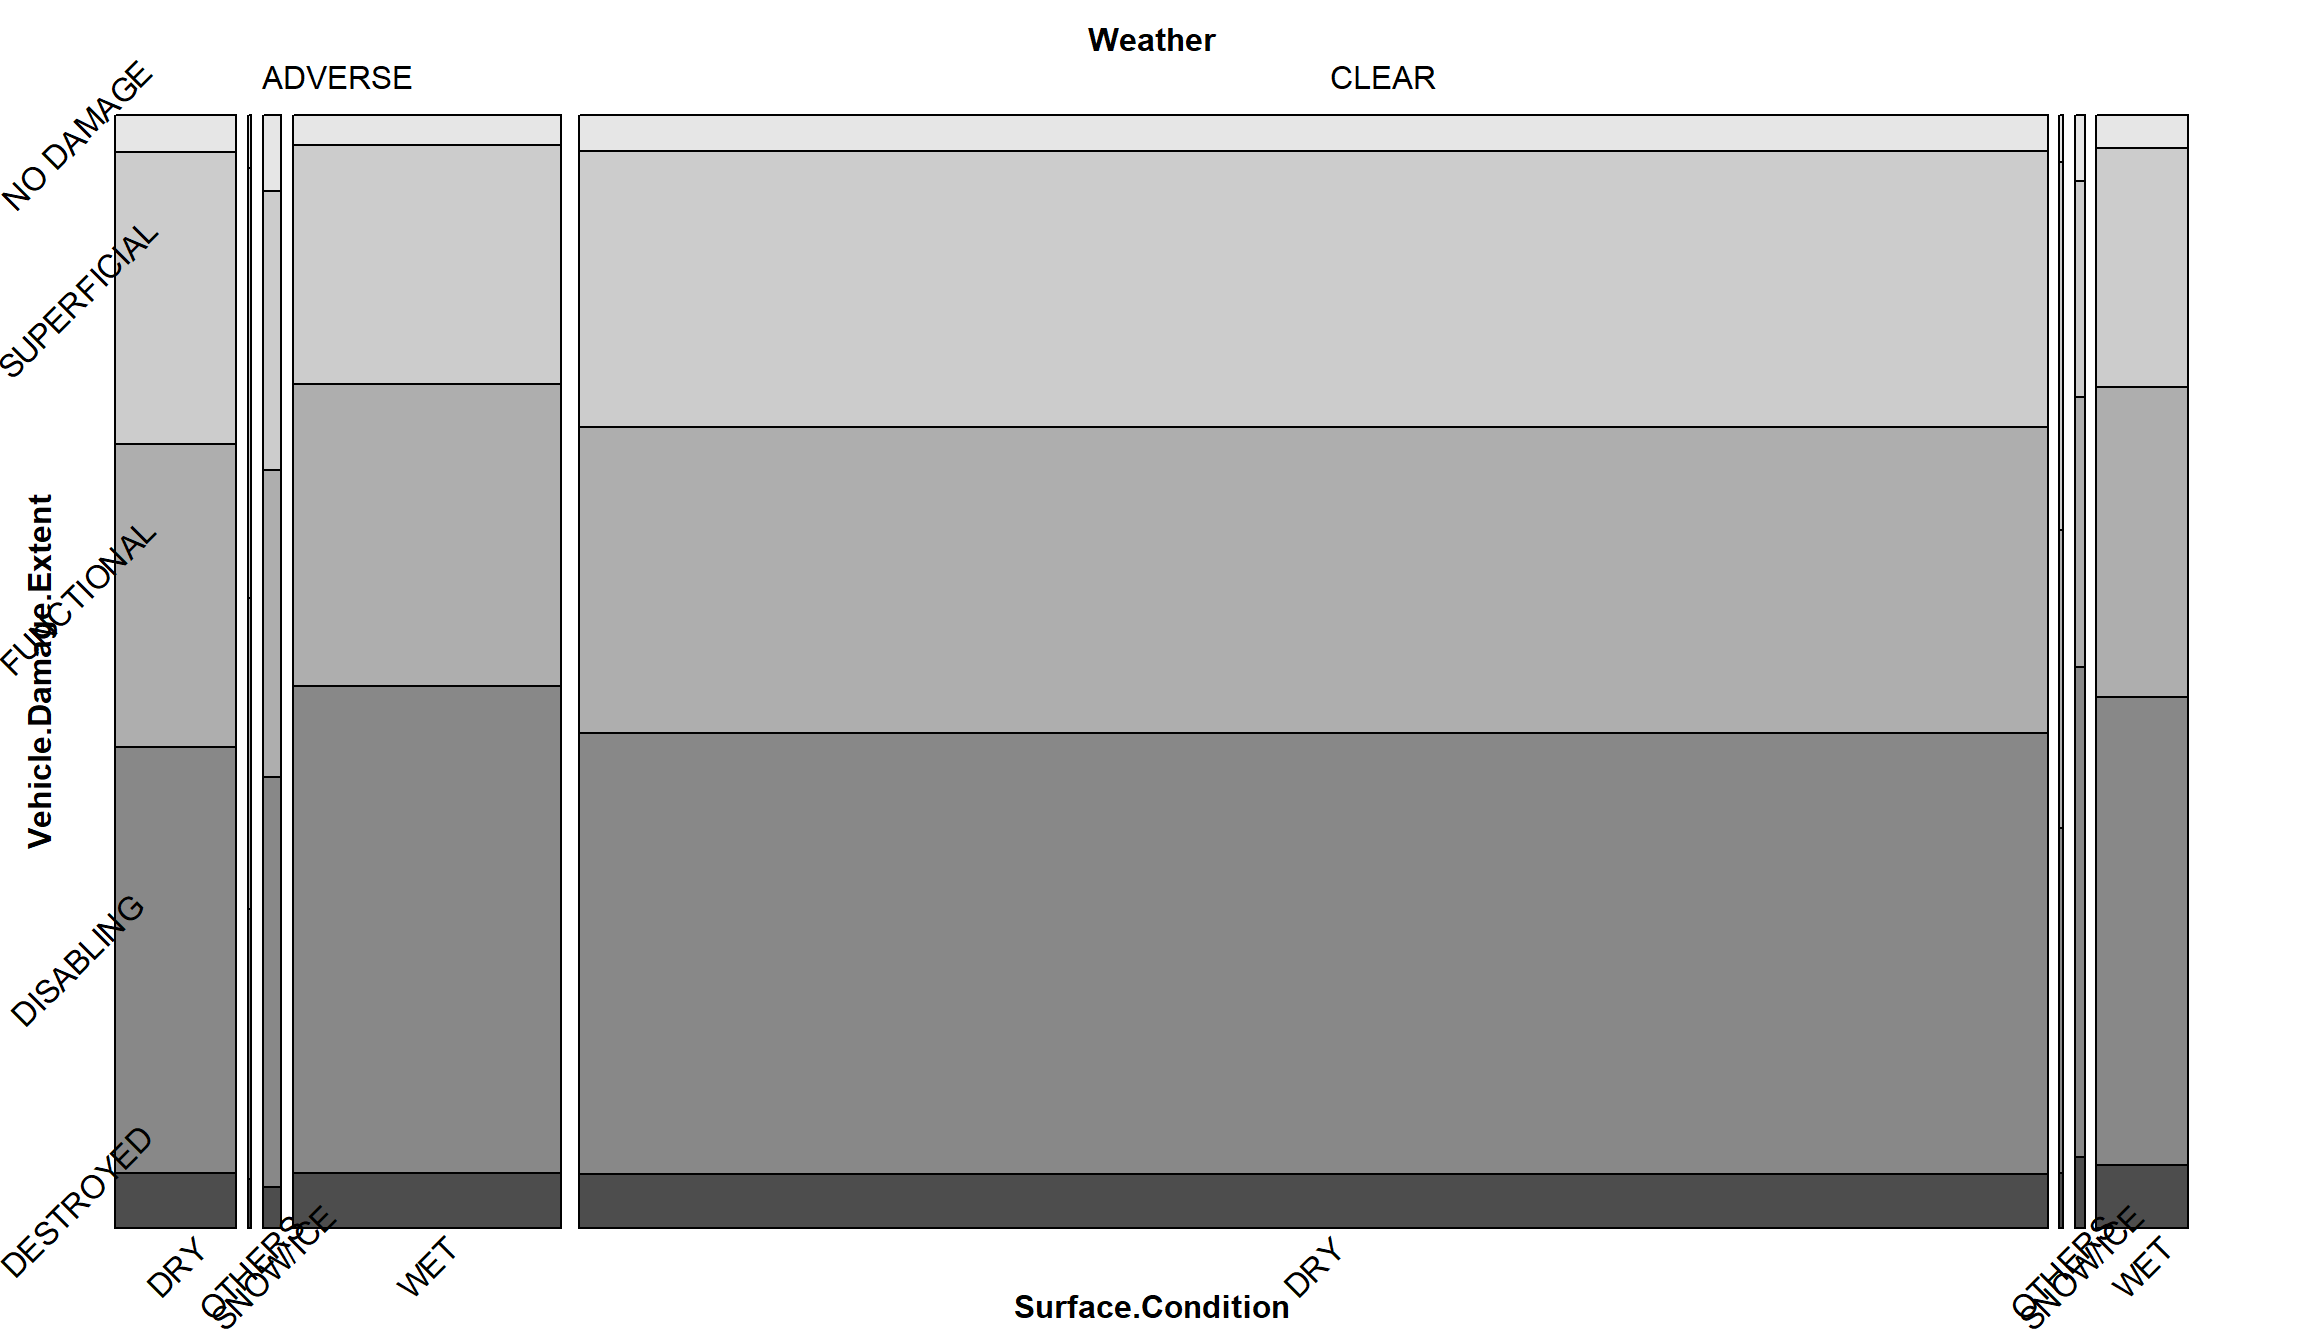 Weather
ADVERSE
CLEAR
NO DAMAGE
SUPERFICIAL
FUNCTIONAL
DISABLING
DESTROYED
Vehicle.Damage.Extent
DRY
OTHERS
SNOW/ICE
WET
DRY
OTHERS
SNOW/ICE
WET
Surface.Condition